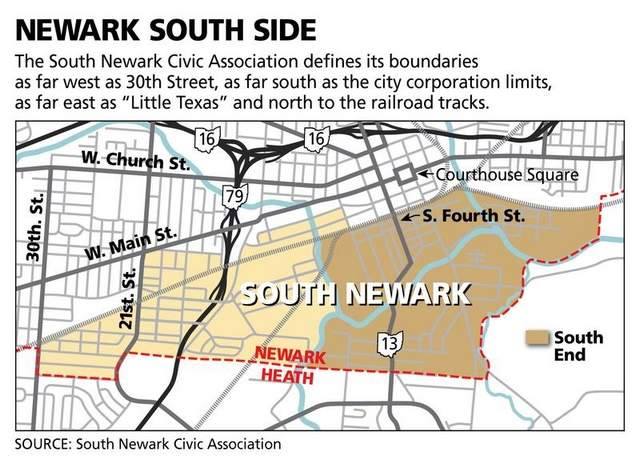 NEWARK SOUTH SIDE
The South Newark Civic Association defines its boundaries
as far west as 30th Street, as far south as the city corporation limits,
as far east as “Little Texas” and north to the railroad tracks.
16
16
W. Church St.
Courthouse Square
79
30th. St.
S. Fourth St.
W. Main St.
21st. St.
SOUTH NEWARK
13
South
End
NEWARK
HEATH
SOURCE: South Newark Civic Association